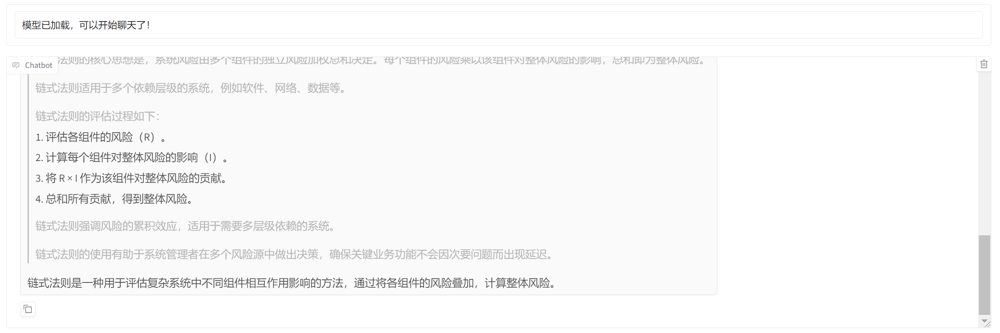 模型已加载，可以开始聊天了！
Chatbot
法则的核心思想是，系统风险由多个组件的独立风险加权总和决定。每个组件的风险乘以该组件对整体风险的影响，总和即为整体风险。
链式法则适用于多个依赖层级的系统，例如软件、网络、数据等。
链式法则的评估过程如下：
1. 评估各组件的风险（R）。
2. 计算每个组件对整体风险的影响（I）。
3. 将 R × I 作为该组件对整体风险的贡献。
4. 总和所有贡献，得到整体风险。
链式法则强调风险的累积效应，适用于需要多层级依赖的系统。
链式法则的使用有助于系统管理者在多个风险源中做出决策，确保关键业务功能不会因次要问题而出现延迟。
链式法则是一种用于评估复杂系统中不同组件相互作用影响的方法，通过将各组件的风险叠加，计算整体风险。